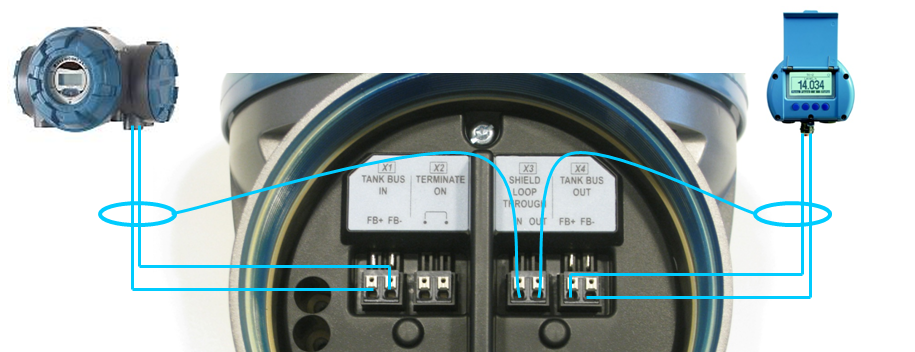 X1
TANK BUS
IN
FB+ FB-
X2
TERMINATE
ON
X3
SHIELD
LOOP
THROUGH
IN OUT
X4
TANK BUS
OUT
FB+ FB-
14.034